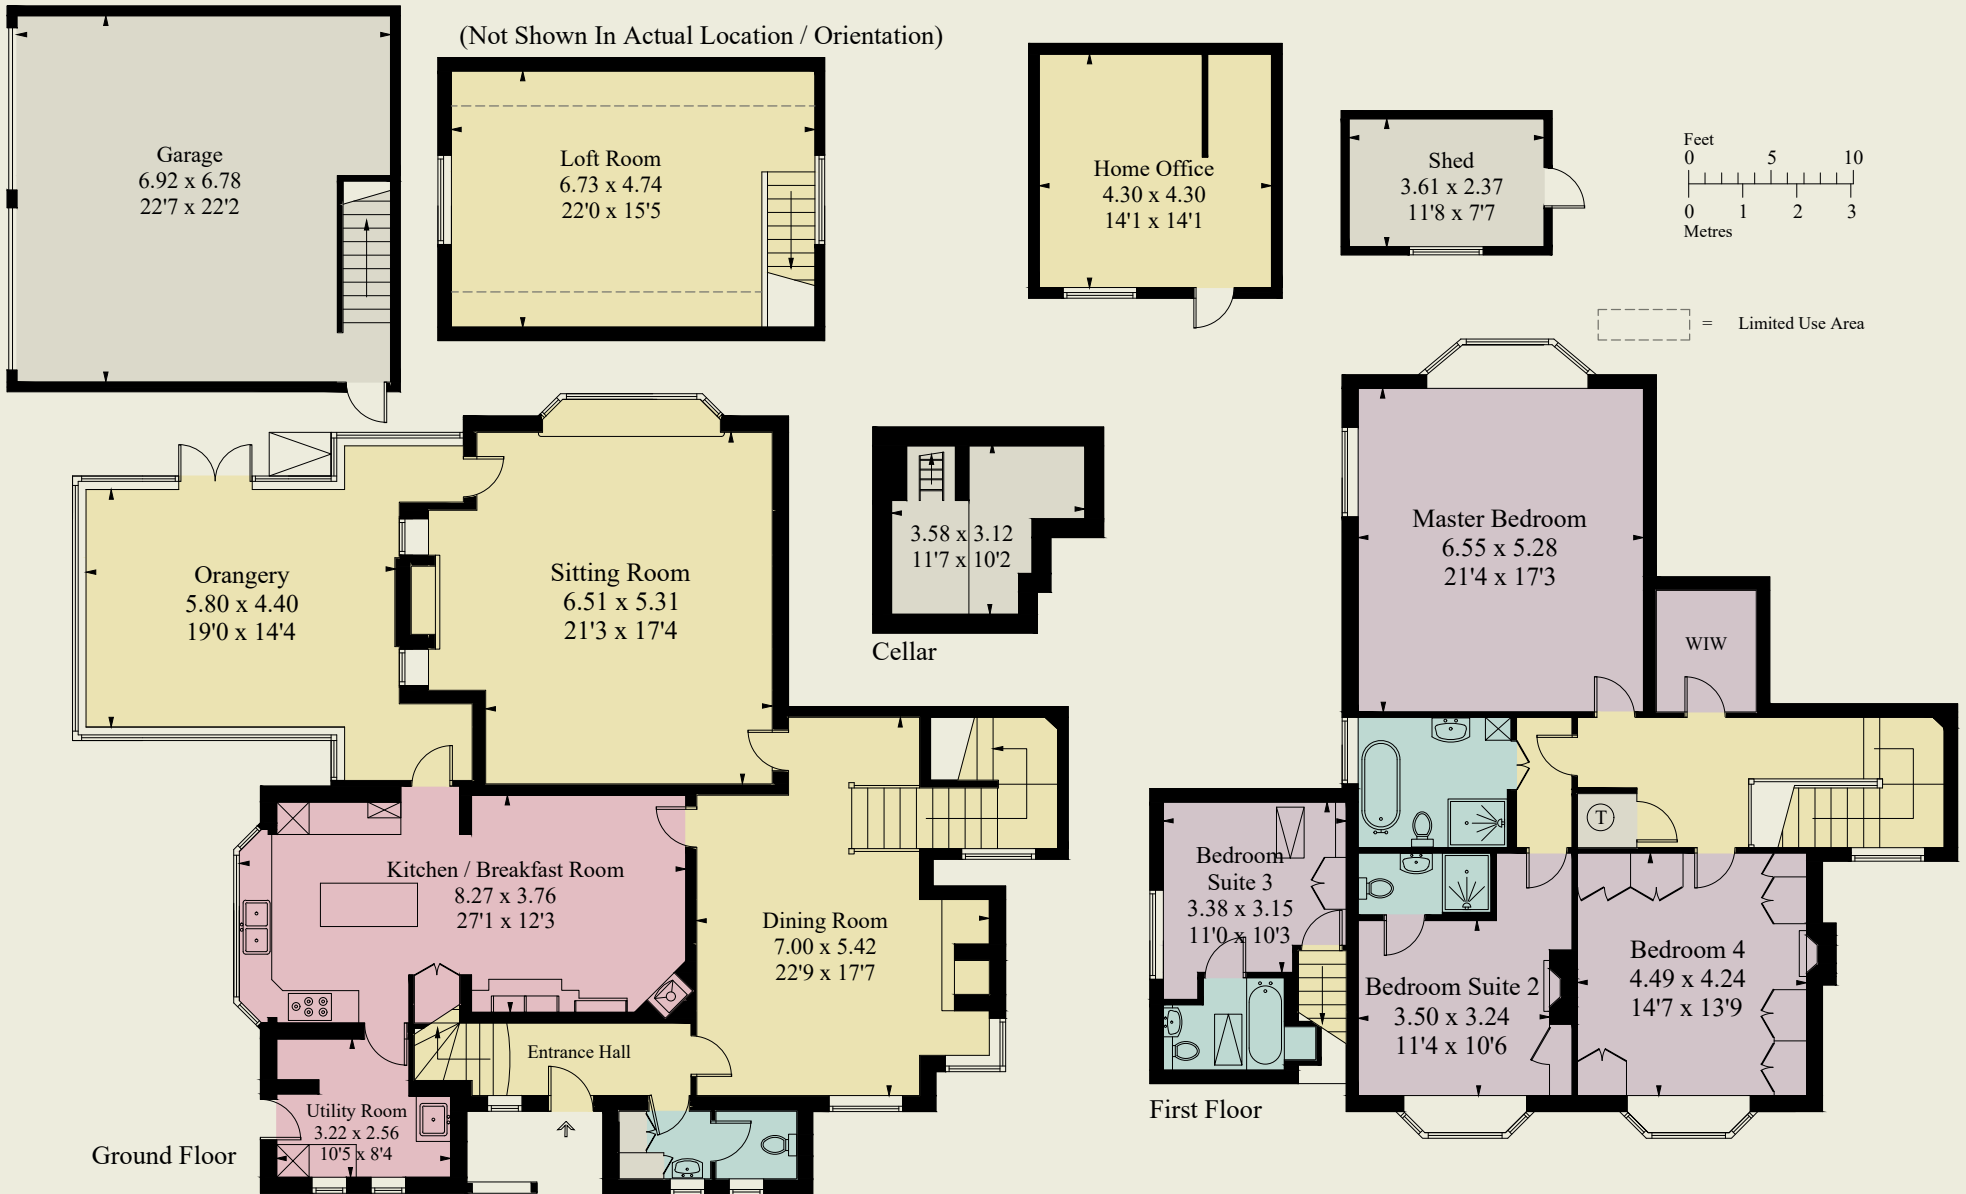 (Not Shown In Actual Location / Orientation)
Garage
6.92 x 6.78
22'7 x 22'2
Loft Room
6.73 x 4.74
22'0 x 15'5
Home Office
4.30 x 4.30
14'1 x 14'1
Shed
3.61 x 2.37
11'8 x 7'7
Feet
0 5 10
0 1 2 3
Metres
= Limited Use Area
Orangery
5.80 x 4.40
19'0 x 14'4
Sitting Room
6.51 x 5.31
21'3 x 17'4
3.58 x 3.12
11'7 x 10'2
Cellar
Master Bedroom
6.55 x 5.28
21'4 x 17'3
WIW
T
Kitchen / Breakfast Room
8.27 x 3.76
27'1 x 12'3
Dining Room
7.00 x 5.42
22'9 x 17'7
Bedroom
Suite 3
3.38 x 3.15
11'0 x 10'3
Bedroom Suite 2
3.50 x 3.24
11'4 x 10'6
Bedroom 4
4.49 x 4.24
14'7 x 13'9
Entrance Hall
Utility Room
3.22 x 2.56
10'5 x 8'4
Ground Floor
First Floor